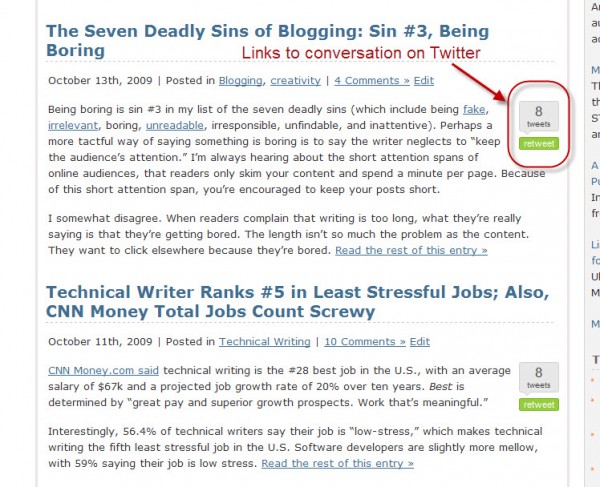 The Seven Deadly Sins of Blogging: Sin #3, Being
Boring
Links to conversation on Twitter
October 13th, 2009 | Posted in Blogging, creativity | 4 Comments » Edit
Being boring is sin #3 in my list of the seven deadly sins (which include being fake,
irrelevant, boring, unreadable, irresponsible, unfindable, and inattentive). Perhaps a
more tactful way of saying something is boring is to say the writer neglects to “keep
the audience’s attention.” I’m always hearing about the short attention spans of
online audiences, that readers only skim your content and spend a minute per page. Because
of this short attention span, you’re encouraged to keep your posts short.
8
tweets
retweet
I somewhat disagree. When readers complain that writing is too long, what they’re really
saying is that they’re getting bored. The length isn’t so much the problem as the content.
They want to click elsewhere because they’re bored. Read the rest of this entry »
Technical Writer Ranks #5 in Least Stressful Jobs; Also,
CNN Money Total Jobs Count Screwy
October 11th, 2009 | Posted in Technical Writing | 10 Comments » Edit
CNN Money.com said technical writing is the #28 best job in the U.S., with an average
salary of $67k and a projected job growth rate of 20% over ten years. Best is
determined by “great pay and superior growth prospects. Work that’s meaningful.”
8
tweets
retweet
Interestingly, 56.4% of technical writers say their job is “low-stress,” which makes technical
writing the fifth least stressful job in the U.S. Software developers are slightly more mellow,
with 59% saying their job is low stress. Read the rest of this entry »